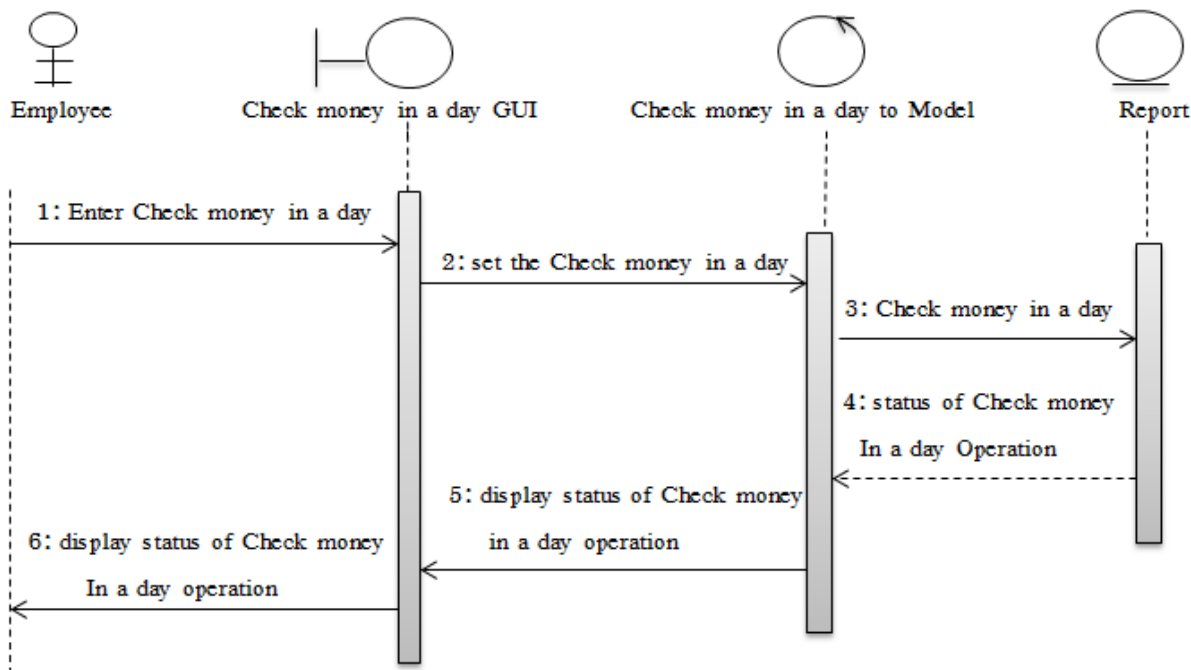 Employee
Check money in a day GUI
Check money in a day to Model
Report
1: Enter Check money in a day
2: set the Check money in a day
3: Check money in a day
4: status of Check money
In a day Operation
5: display status of Check money
in a day operation
6: display status of Check money
In a day operation